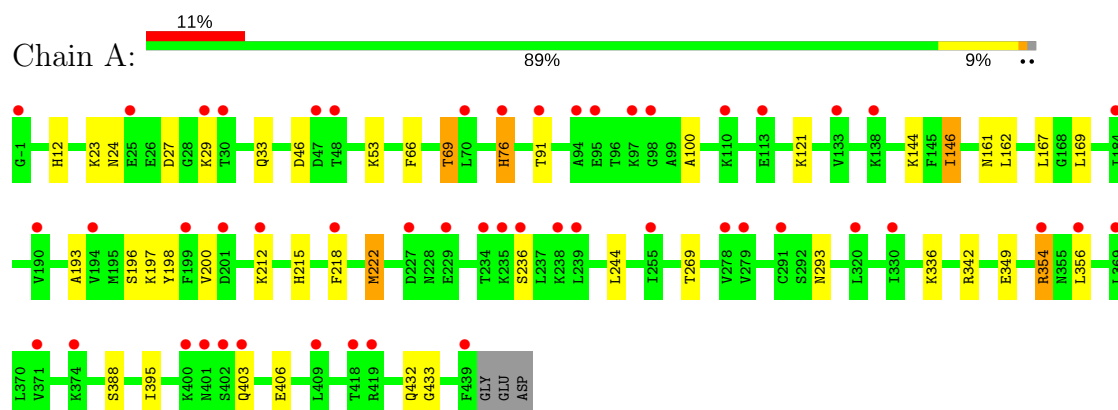 11%
Chain A:
89% 9% ••
G-1 H12 K23 N24 E25 E26 D27 G28 K29 T30 Q33 D46 D47 T48 K53 F66 T69 L70 H76 T91 A94 E95 T96 K97 G98 A99 A100 K110 E113 K121 V133 K138 K144 F145 I146 N161 L162 L167 G168 L169 I184
V190 A193 V194 M195 S196 K197 Y198 F199 V200 D201 K212 H215 F218 M222 D227 N228 E229 T234 K235 S236 L237 K238 L239 L244 I255 T269 V278 V279 C291 S292 N293 L320 I330 K336 R342 E349 R354 N355 L356 L369
L370 V371 K374 S388 I395 K400 N401 S402 Q403 E406 L409 T418 R419 Q432 G433 F439 GLY GLU ASP